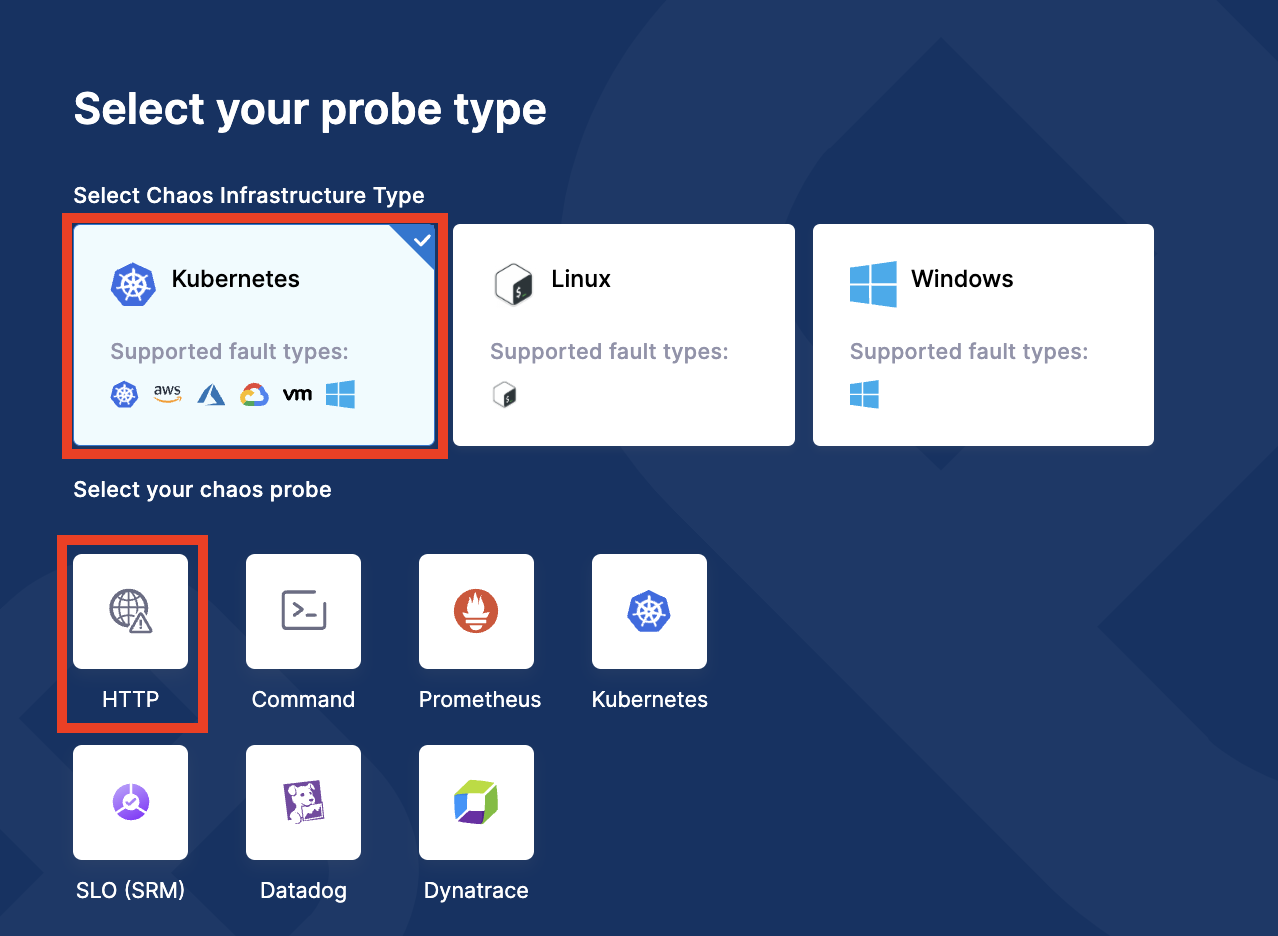 Select your probe type
Select Chaos Infrastructure Type
Kubernetes
Supported fault types:
aws
vm
Linux
Supported fault types:
$_
Windows
Supported fault types:
Select your chaos probe
HTTP
Command
Prometheus
Kubernetes
SLO (SRM)
Datadog
Dynatrace